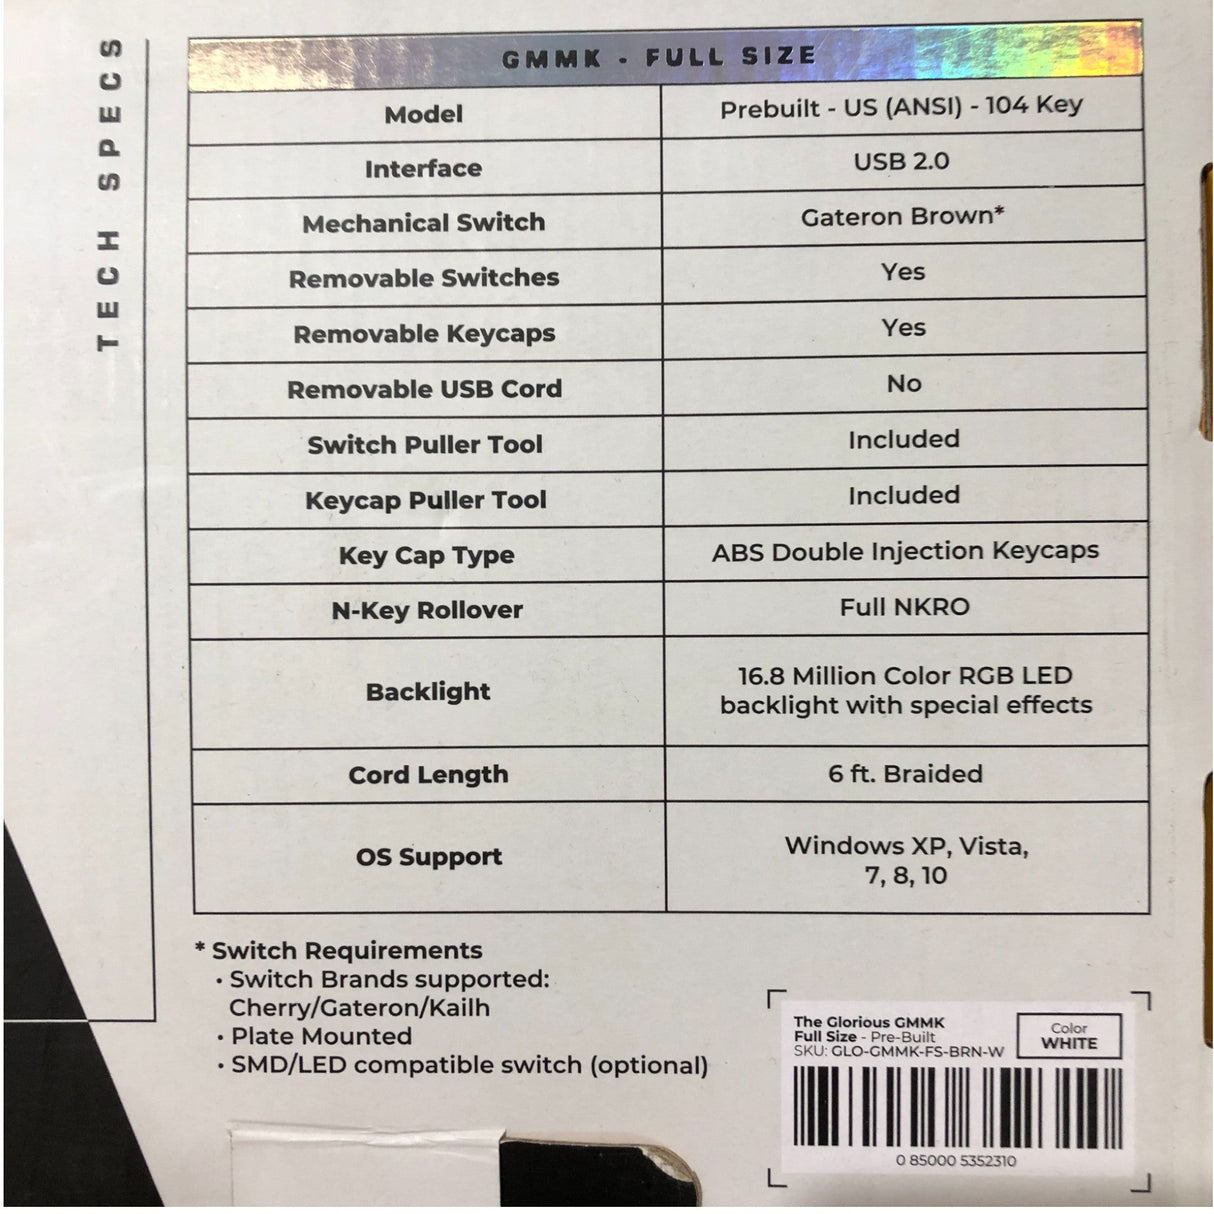 TECH SPECS
GMMK - FULL SIZE
Model Prebuilt - US (ANSI) - 104 Key
Interface USB 2.0
Mechanical Switch Gateron Brown*
Removable Switches Yes
Removable Keycaps Yes
Removable USB Cord No
Switch Puller Tool Included
Keycap Puller Tool Included
Key Cap Type ABS Double Injection Keycaps
N-Key Rollover Full NKRO
Backlight 16.8 Million Color RGB LED
backlight with special effects
Cord Length 6 ft. Braided
OS Support Windows XP, Vista,
7, 8, 10
* Switch Requirements
• Switch Brands supported:
Cherry/Gateron/Kailh
• Plate Mounted
• SMD/LED compatible switch (optional)
The Glorious GMMK
Full Size - Pre-Built
SKU: GLO-GMMK-FS-BRN-W
Color
WHITE
0 85000 5352310